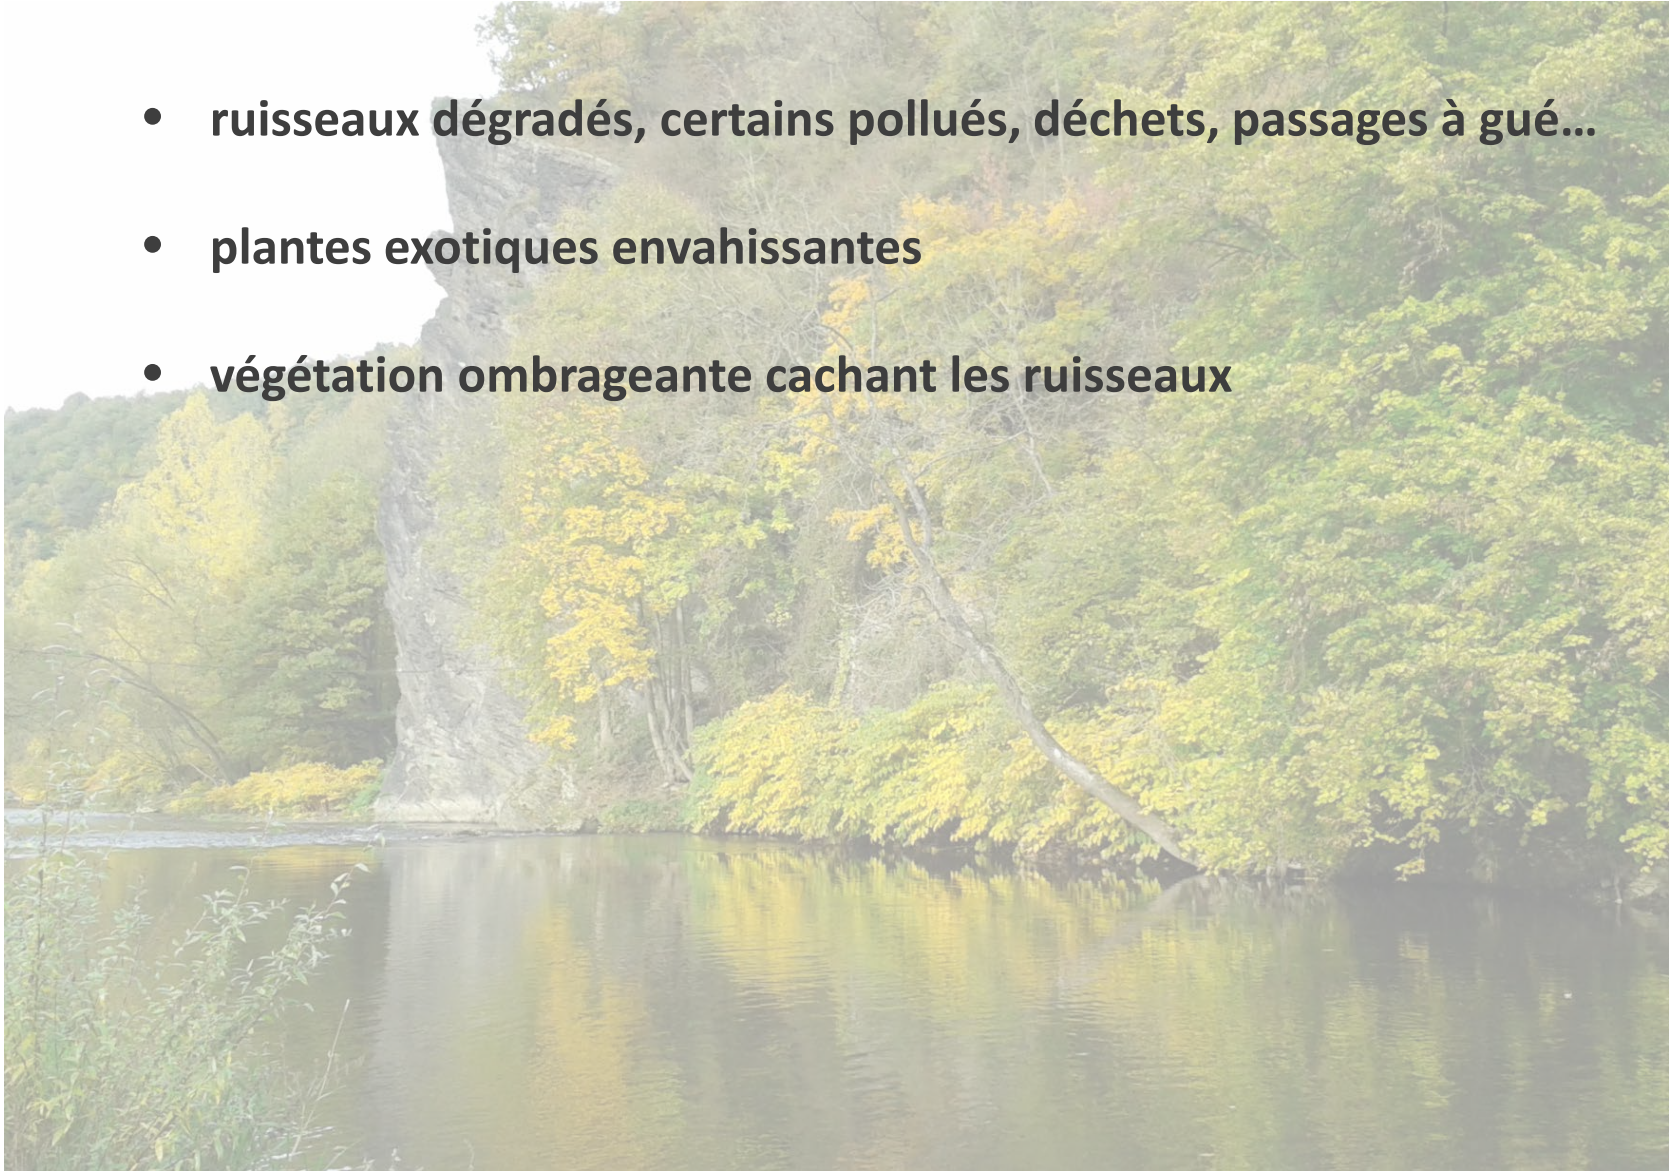 • ruisseaux dégradés, certains pollués, déchets, passages à gué…
• plantes exotiques envahissantes
• végétation ombrageante cachant les ruisseaux